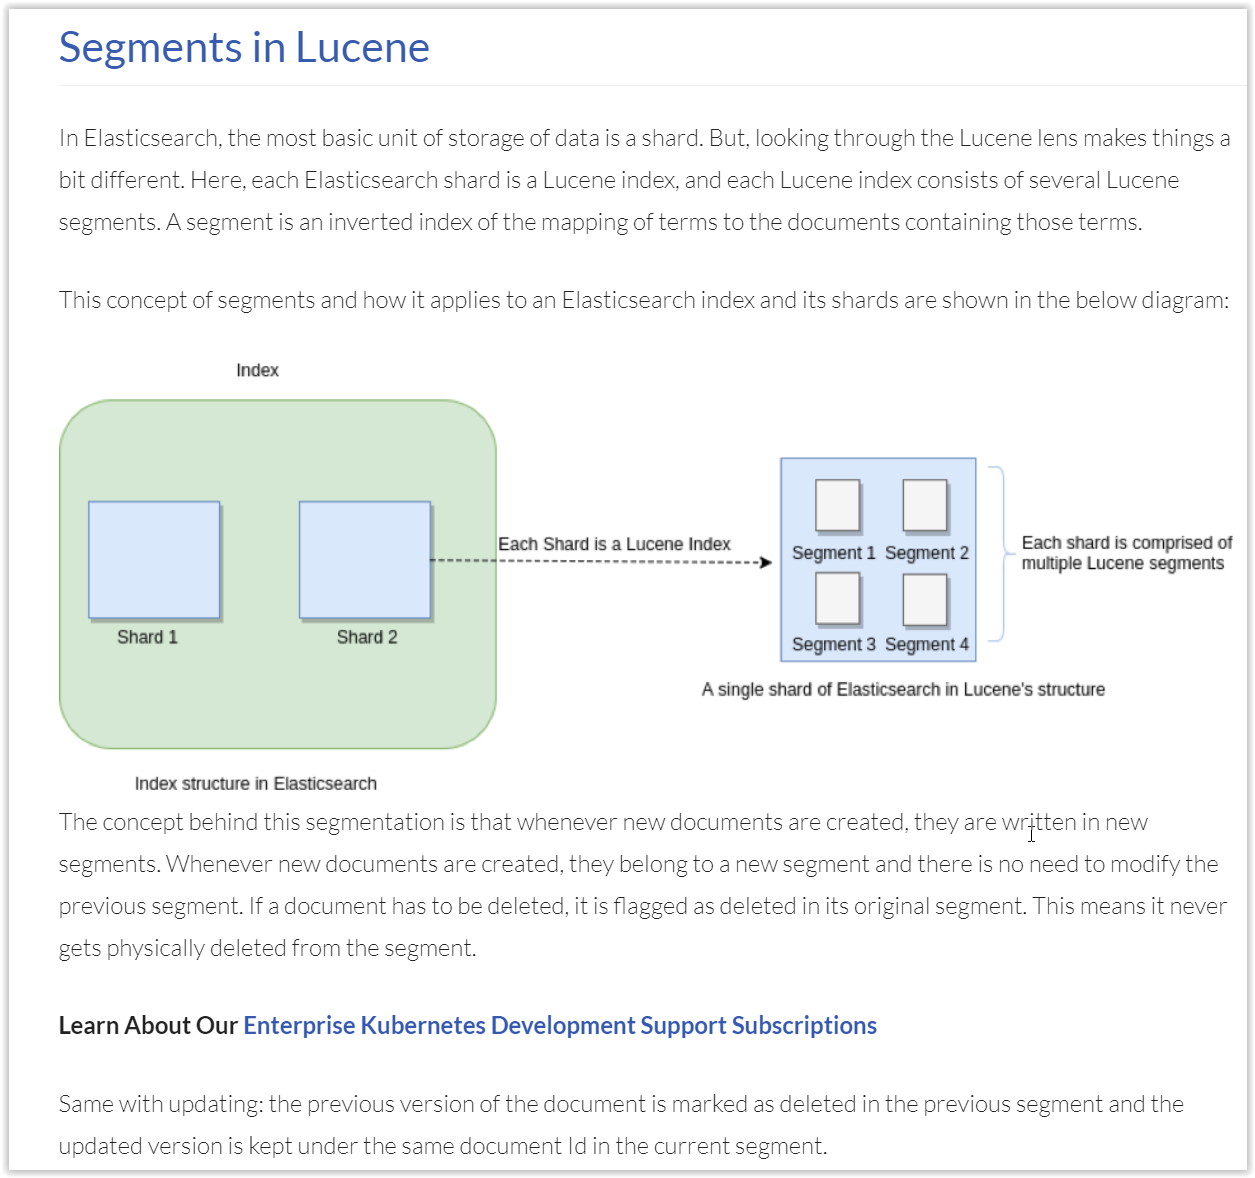 Segments in Lucene
In Elasticsearch, the most basic unit of storage of data is a shard. But, looking through the Lucene lens makes things a
bit different. Here, each Elasticsearch shard is a Lucene index, and each Lucene index consists of several Lucene
segments. A segment is an inverted index of the mapping of terms to the documents containing those terms.
This concept of segments and how it applies to an Elasticsearch index and its shards are shown in the below diagram:
Index
Shard 1
Shard 2
Index structure in Elasticsearch
Each Shard is a Lucene Index
Segment 1 Segment 2
Segment 3 Segment 4
Each shard is comprised of
multiple Lucene segments
A single shard of Elasticsearch in Lucene's structure
The concept behind this segmentation is that whenever new documents are created, they are written in new
segments. Whenever new documents are created, they belong to a new segment and there is no need to modify the
previous segment. If a document has to be deleted, it is flagged as deleted in its original segment. This means it never
gets physically deleted from the segment.
Learn About Our Enterprise Kubernetes Development Support Subscriptions
Same with updating: the previous version of the document is marked as deleted in the previous segment and the
updated version is kept under the same document Id in the current segment.